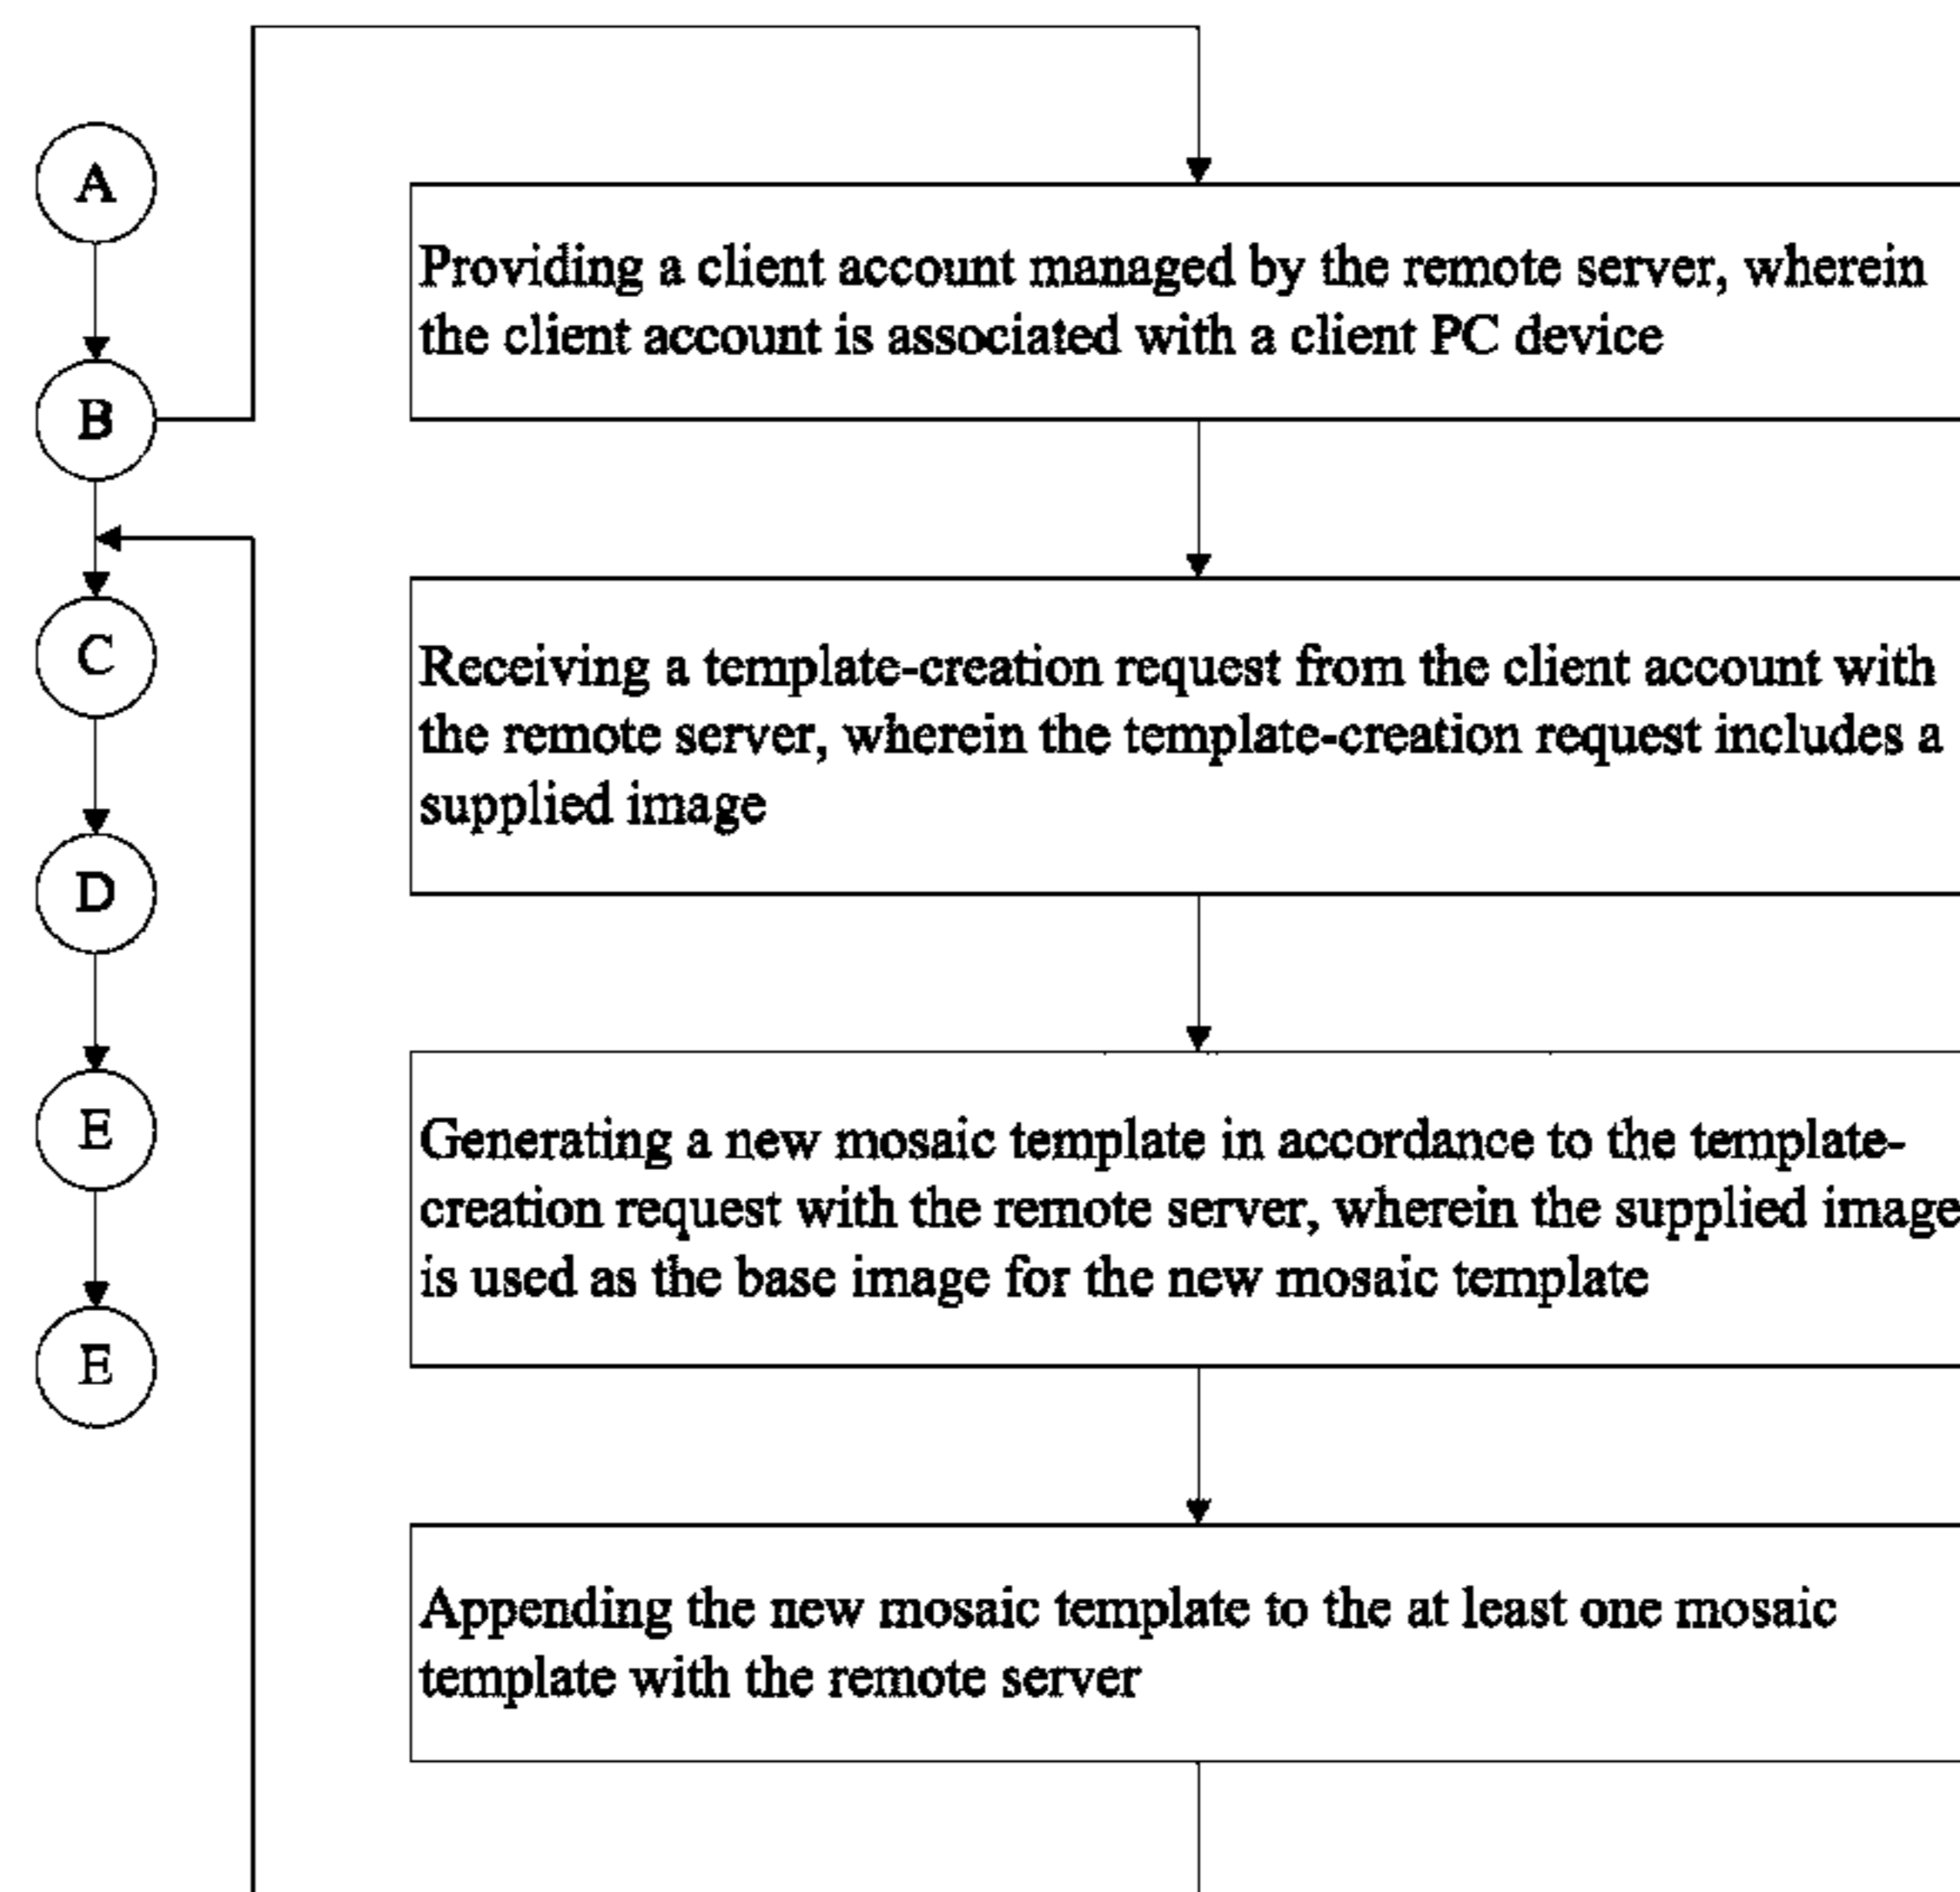 A
B
C
D
E
E
Providing a client account managed by the remote server, wherein
the client account is associated with a client PC device
Receiving a template-creation request from the client account with
the remote server, wherein the template-creation request includes a
supplied image
Generating a new mosaic template in accordance to the template-
creation request with the remote server, wherein the supplied image
is used as the base image for the new mosaic template
Appending the new mosaic template to the at least one mosaic
template with the remote server